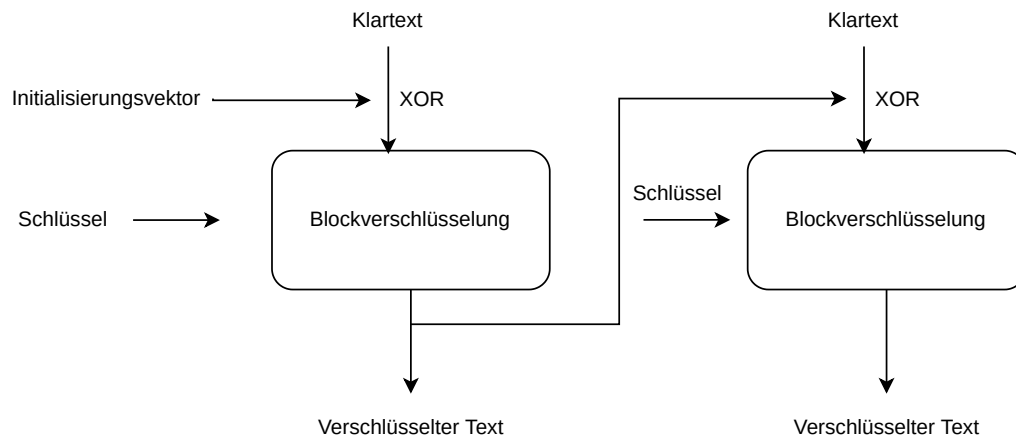 Klartext
Klartext
Initialisierungsvektor
XOR
XOR
Schlüssel
Blockverschlüsselung
Schlüssel
Blockverschlüsselung
Verschlüsselter Text
Verschlüsselter Text